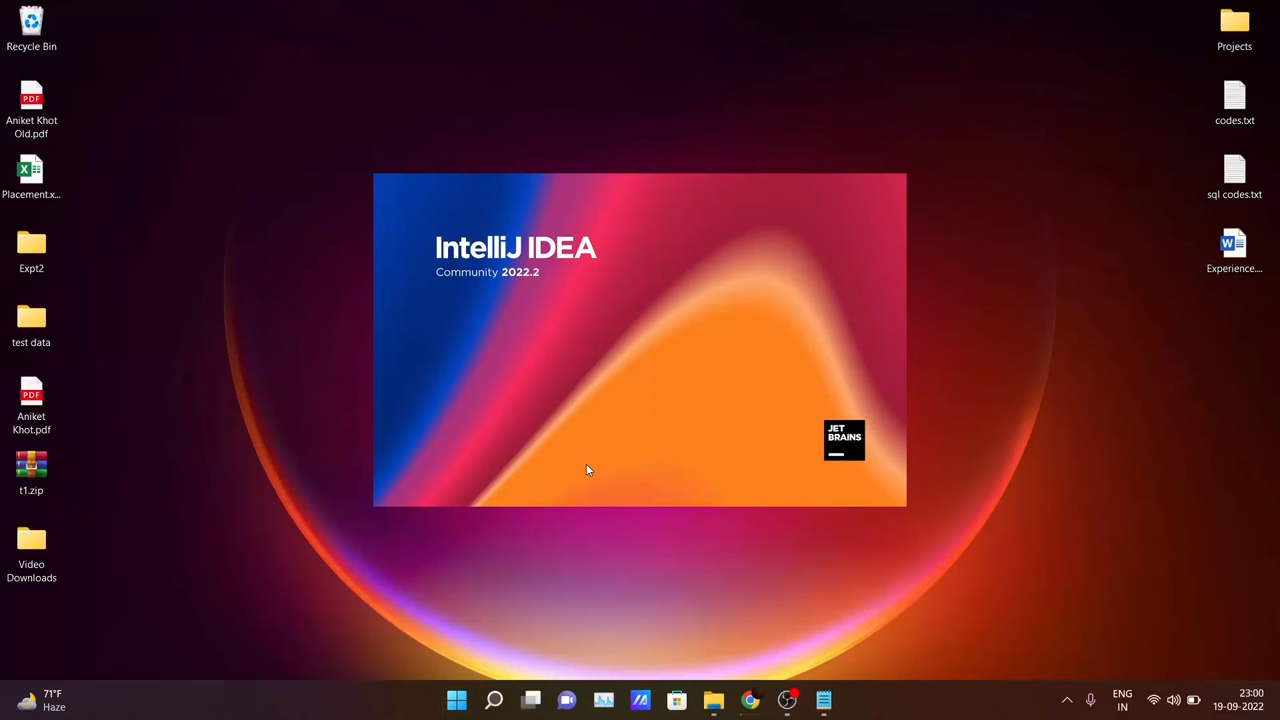 Recycle Bin
Aniket Khot
Old.pdf
Placement.x...
Expt2
test data
Aniket
Khot.pdf
t1.zip
Video
Downloads
IntelliJ IDEA
Community 2022.2
JET
BRAINS
Projects
codes.txt
sql codes.txt
Experience....
71°F
Haze
ENG
IN
23:00
19-09-2022